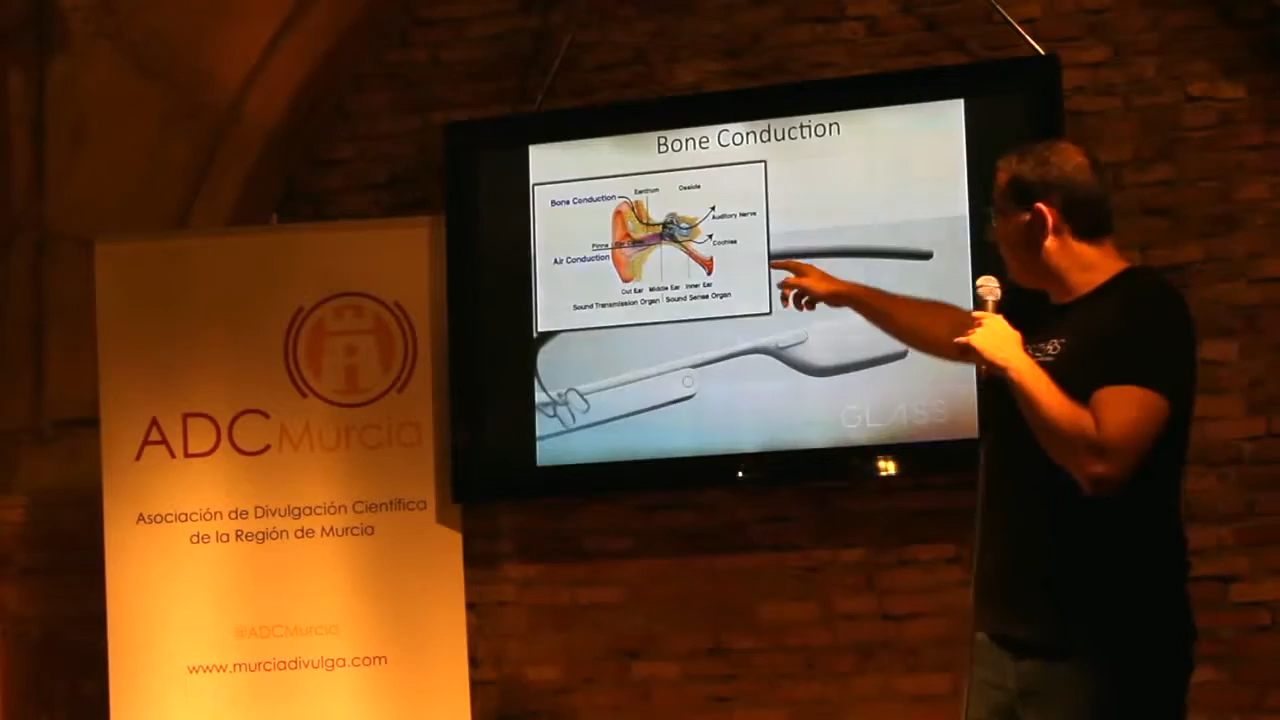 Bone Conduction
Bone Conduction
Eardrum
Ossicle
Auditory Nerve
Pinna
Ear Canal
Cochlea
Air Conduction
Out Ear
Middle Ear
Inner Ear
Sound Transmission Organ
Sound Sense Organ
GLASS
ADCMurcia
Asociación de Divulgación Científica
de la Región de Murcia
@ADCMurcia
www.murciadivulga.com